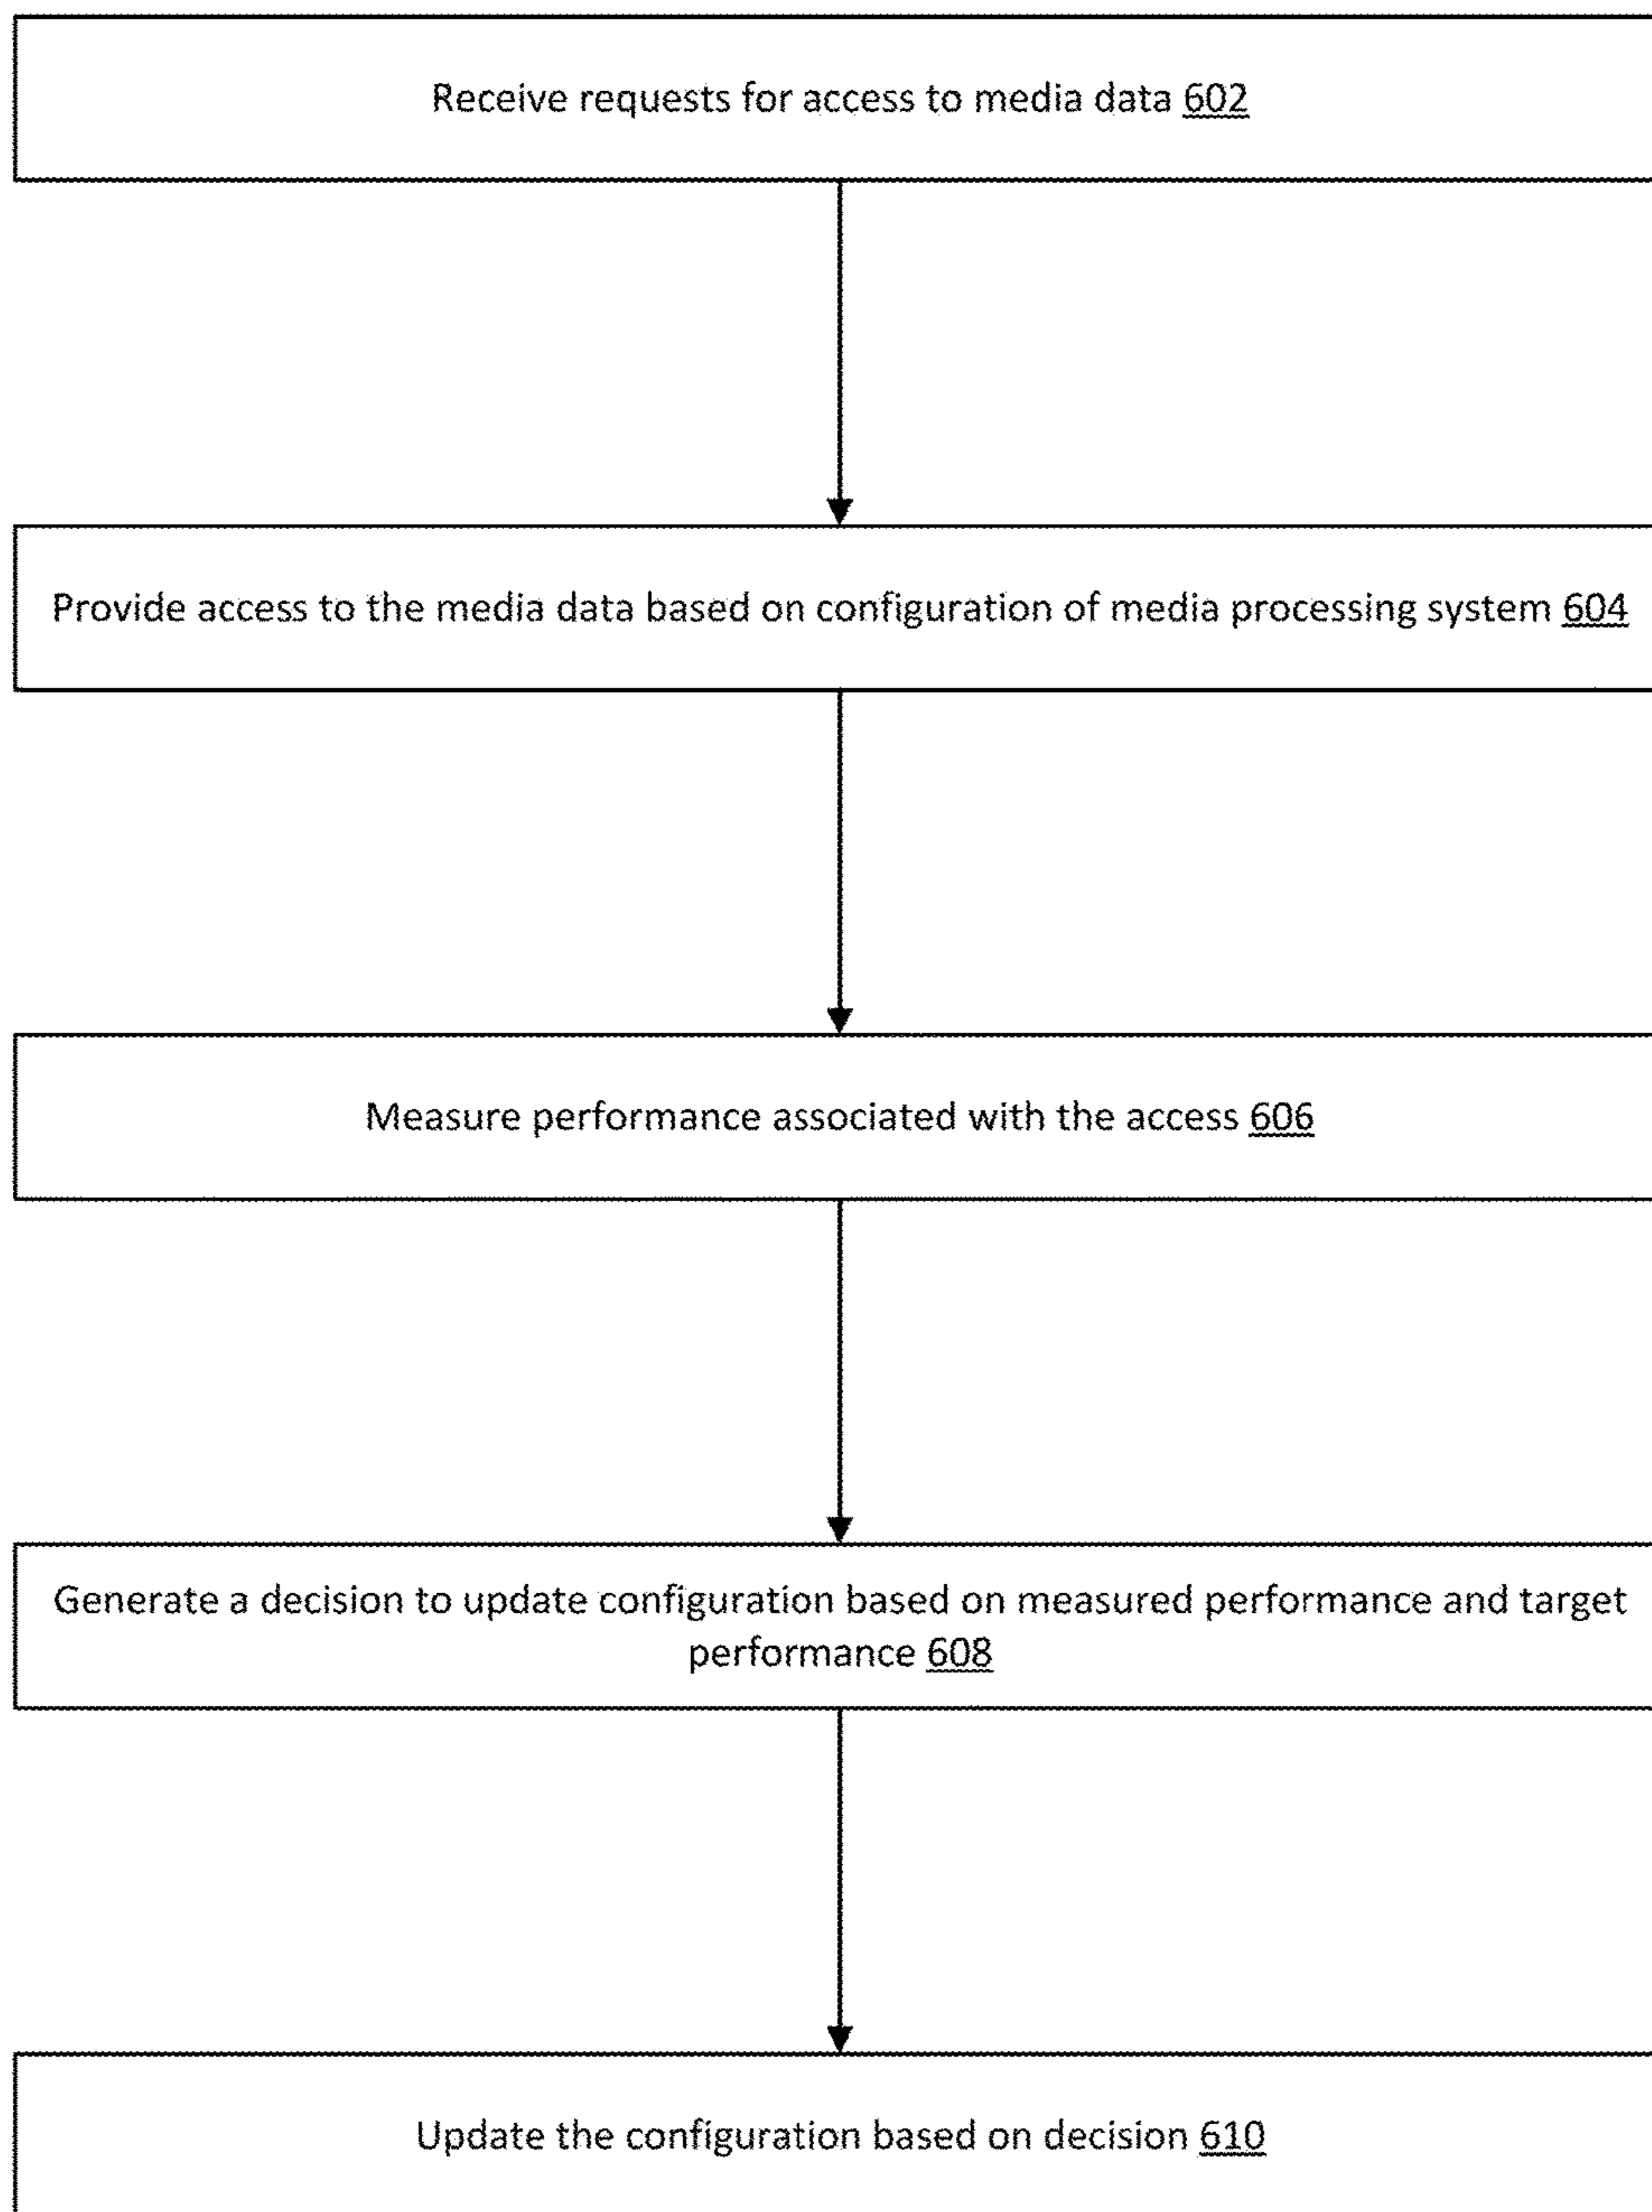 Receive requests for access to media data 602
Provide access to the media data based on configuration of media processing system 604
Measure performance associated with the access 606
Generate a decision to update configuration based on measured performance and target
performance 608
Update the configuration based on decision 610